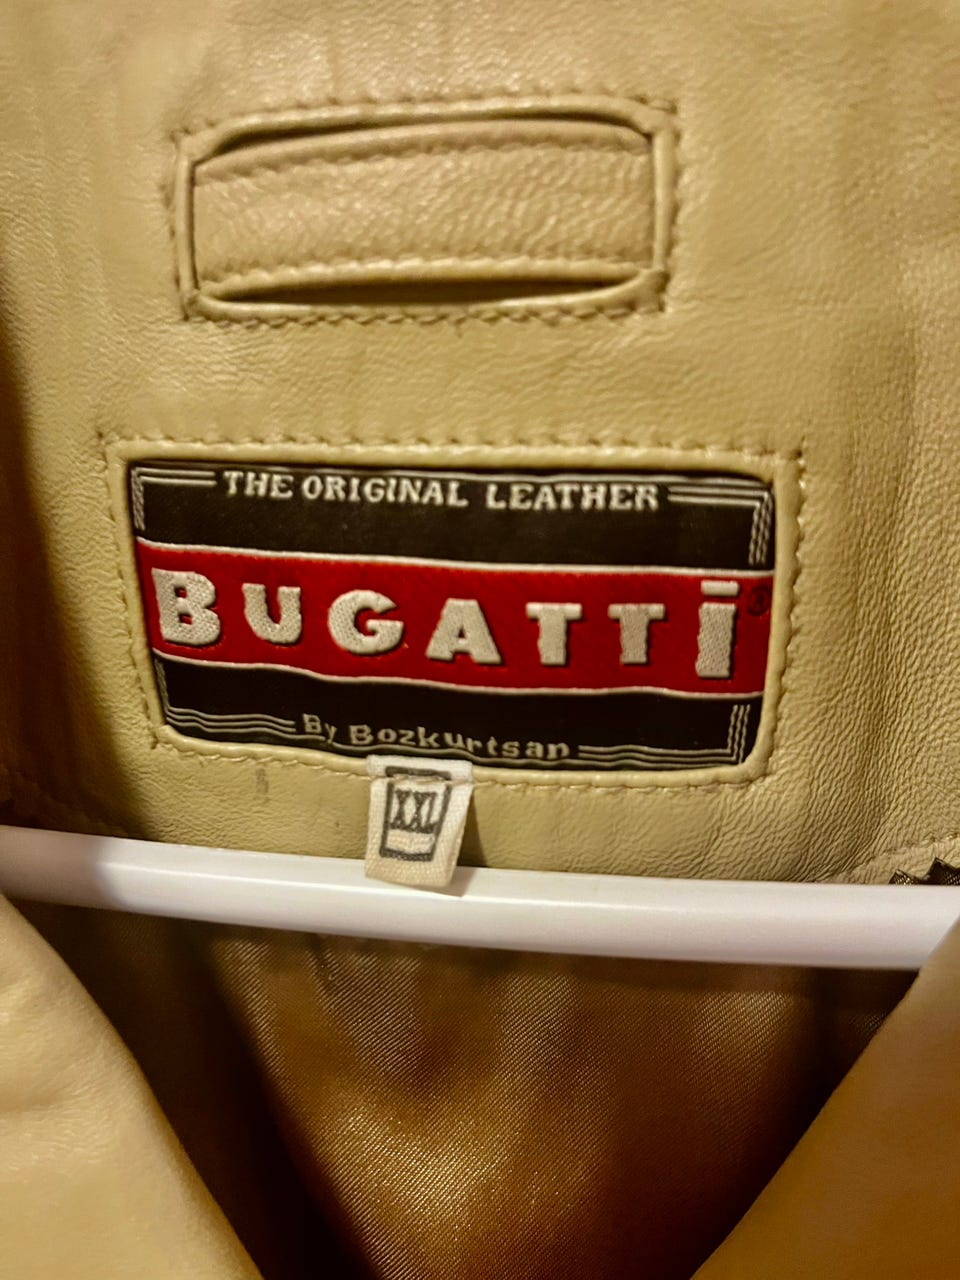 THE ORIGINAL LEATHER
BUGATTİ ®
By Bozkurtsan
XXL